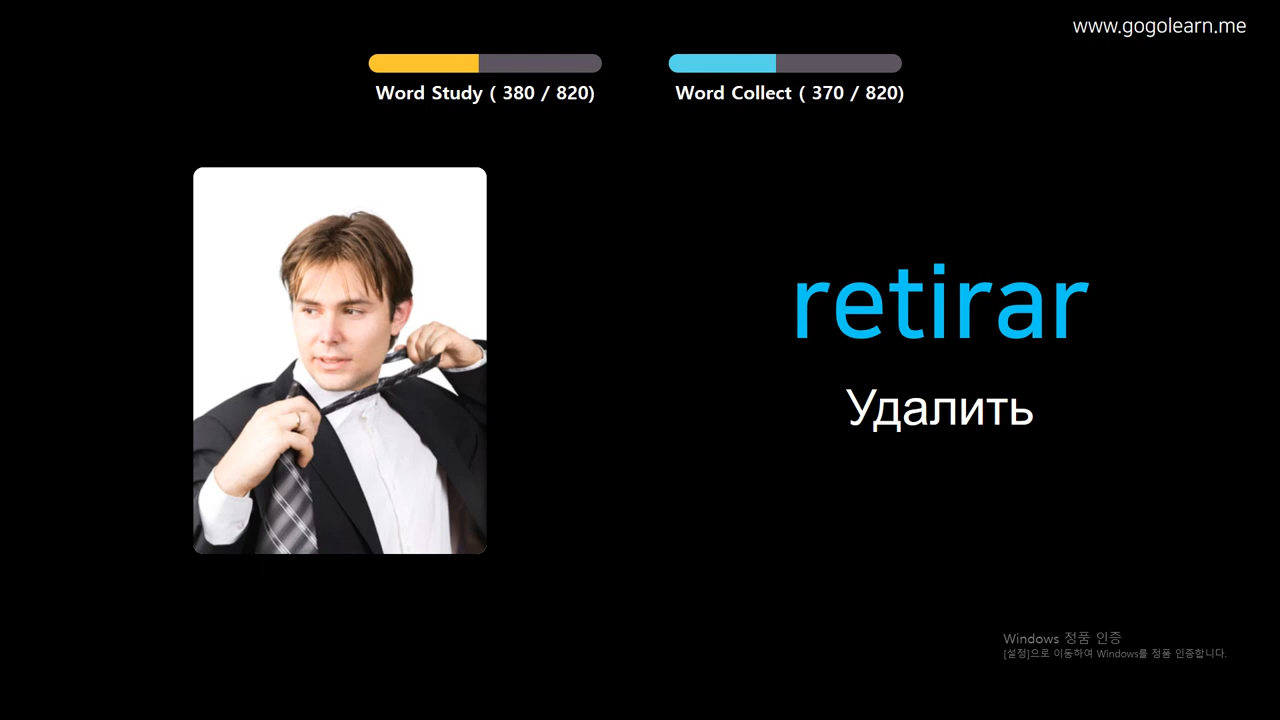 www.gogolearn.me
Word Study ( 380 / 820)
Word Collect ( 370 / 820)
retirar
Удалить
Windows 정품 인증
[설정]으로 이동하여 Windows를 정품 인증합니다.